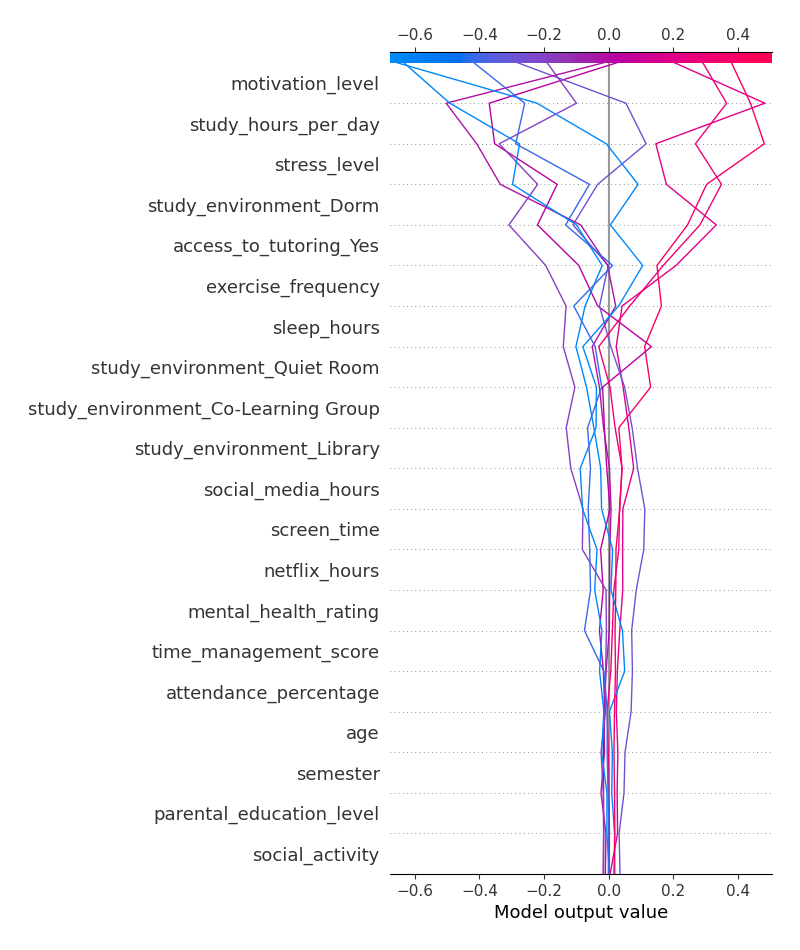 −0.6 −0.4 −0.2 0.0 0.2 0.4
motivation_level
study_hours_per_day
stress_level
study_environment_Dorm
access_to_tutoring_Yes
exercise_frequency
sleep_hours
study_environment_Quiet Room
study_environment_Co-Learning Group
study_environment_Library
social_media_hours
screen_time
netflix_hours
mental_health_rating
time_management_score
attendance_percentage
age
semester
parental_education_level
social_activity
−0.6 −0.4 −0.2 0.0 0.2 0.4
Model output value